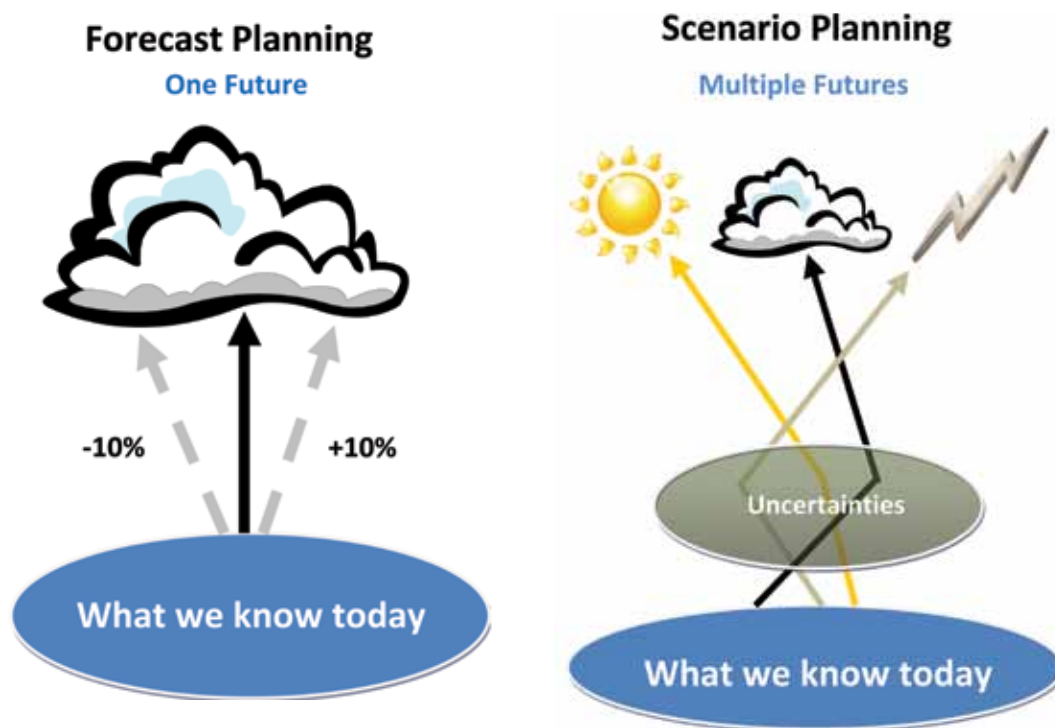 Forecast Planning
One Future
-10%
+10%
What we know today
Scenario Planning
Multiple Futures
Uncertainties
What we know today